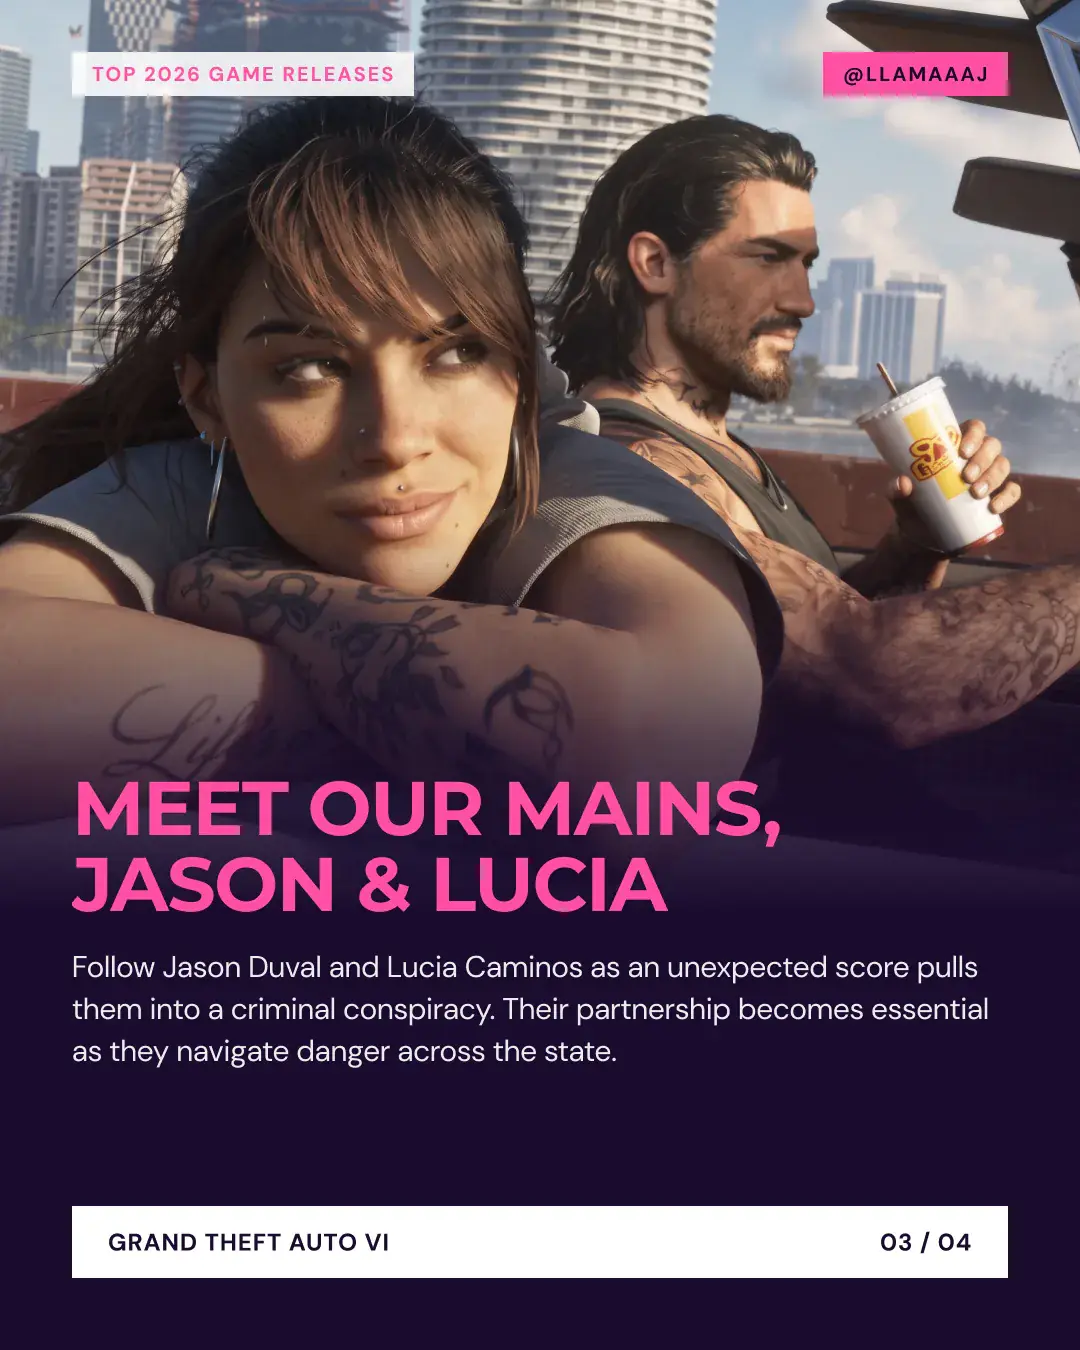 TOP 2026 GAME RELEASES
@LLAMAAAJ
MEET OUR MAINS,
JASON & LUCIA
Follow Jason Duval and Lucia Caminos as an unexpected score pulls
them into a criminal conspiracy. Their partnership becomes essential
as they navigate danger across the state.
GRAND THEFT AUTO VI
03 / 04